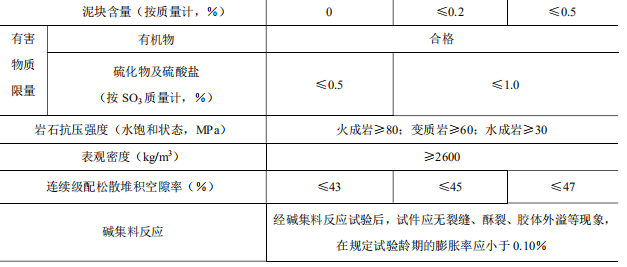 泥块含量（按质量计，%） 0 ≤0.2 ≤0.5
有害物质限量 有机物 合格
硫化物及硫酸盐（按 SO₃ 质量计，%） ≤0.5 ≤1.0
岩石抗压强度（水饱和状态，MPa） 火成岩≥80；变质岩≥60；水成岩≥30
表观密度（kg/m³） ≥2600
连续级配松散堆积空隙率（%） ≤43 ≤45 ≤47
碱集料反应 经碱集料反应试验后，试件应无裂缝、酥裂、胶体外溢等现象，
在规定试验龄期的膨胀率应小于 0.10%